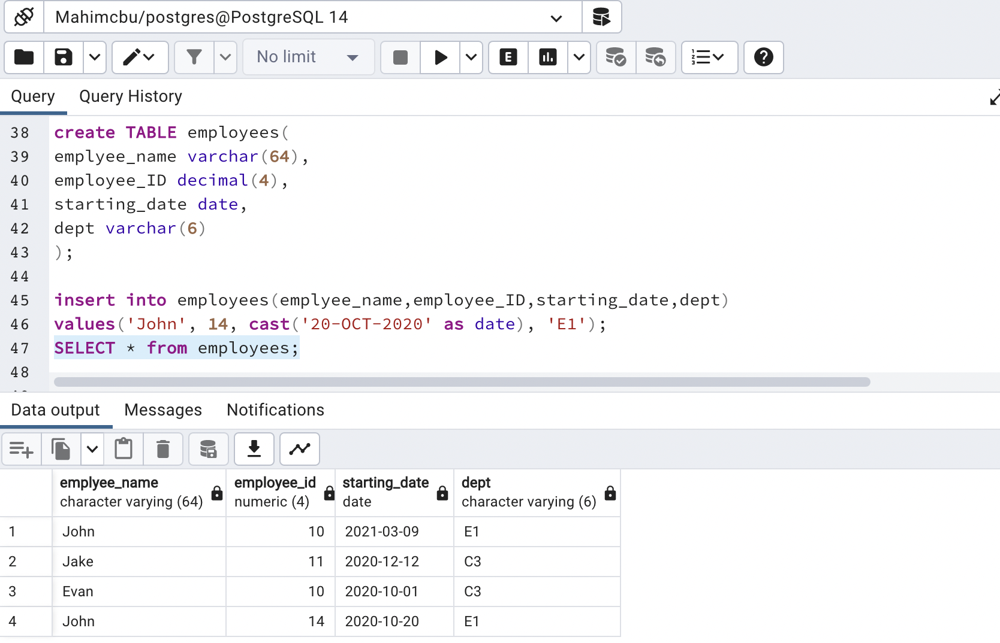 Mahimcbu/postgres@PostgreSQL 14
No limit
E
1
2
3
?
Query Query History
38 create TABLE employees(
39 emplyee_name varchar(64),
40 employee_ID decimal(4),
41 starting_date date,
42 dept varchar(6)
43 );
44
45 insert into employees(emplyee_name,employee_ID,starting_date,dept)
46 values('John', 14, cast('20-OCT-2020' as date), 'E1');
47 SELECT * from employees;
48
Data output Messages Notifications
emplyee_name employee_id starting_date dept
character varying (64) numeric (4) date character varying (6)
1 John 10 2021-03-09 E1
2 Jake 11 2020-12-12 C3
3 Evan 10 2020-10-01 C3
4 John 14 2020-10-20 E1